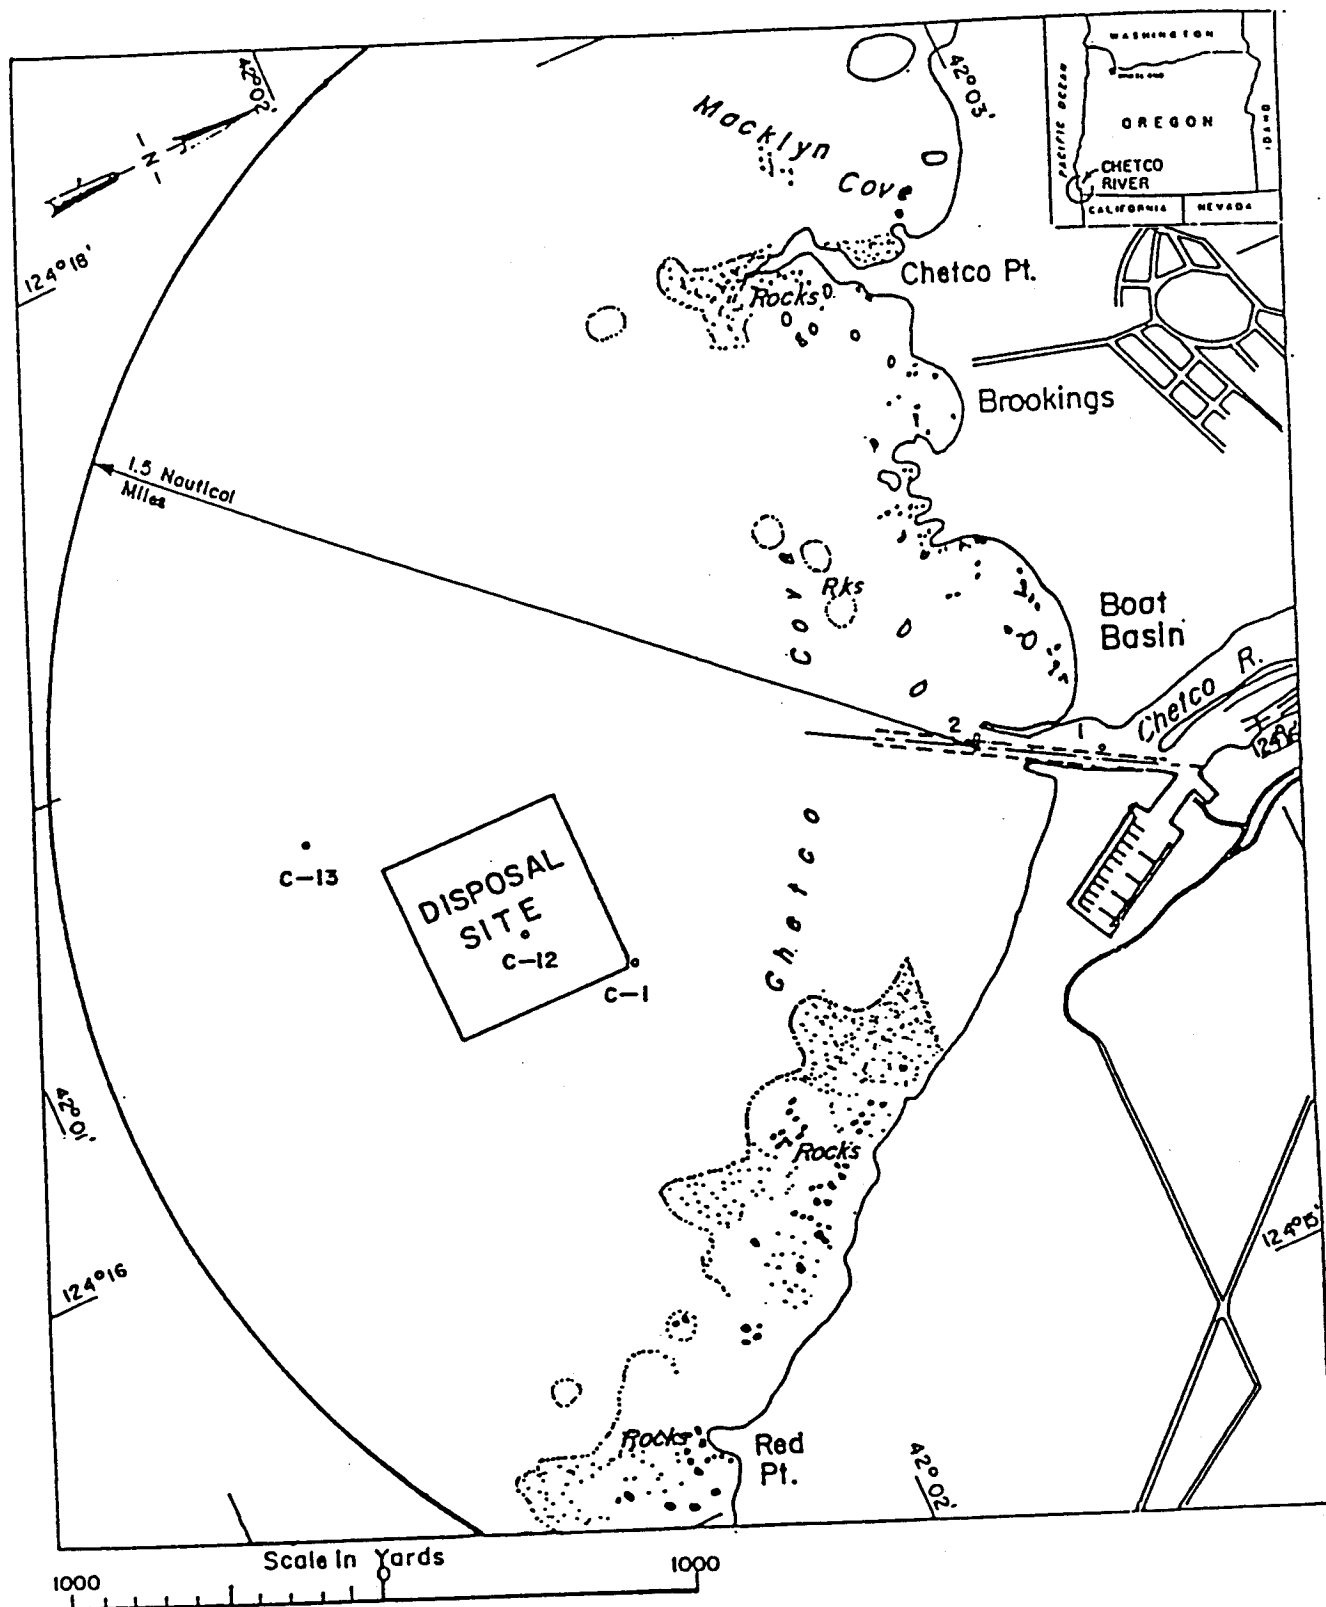 42°02'
42°03'
WASHINGTON
PACIFIC OCEAN
OREGON
IDAHO
CHETCO
RIVER
CALIFORNIA
NEVADA
N
Macklyn
Cove
124°18'
Chetco Pt.
Rocks
Brookings
1.5 Nautical
Miles
Rks
Boat
Basin
Chetco R.
2
1
Chetco Cove
C-13
DISPOSAL
SITE
C-12
C-1
42°01'
Rocks
124°15'
124°16
Rocks
Red
Pt.
42°02'
Scale In Yards
1000
0
1000